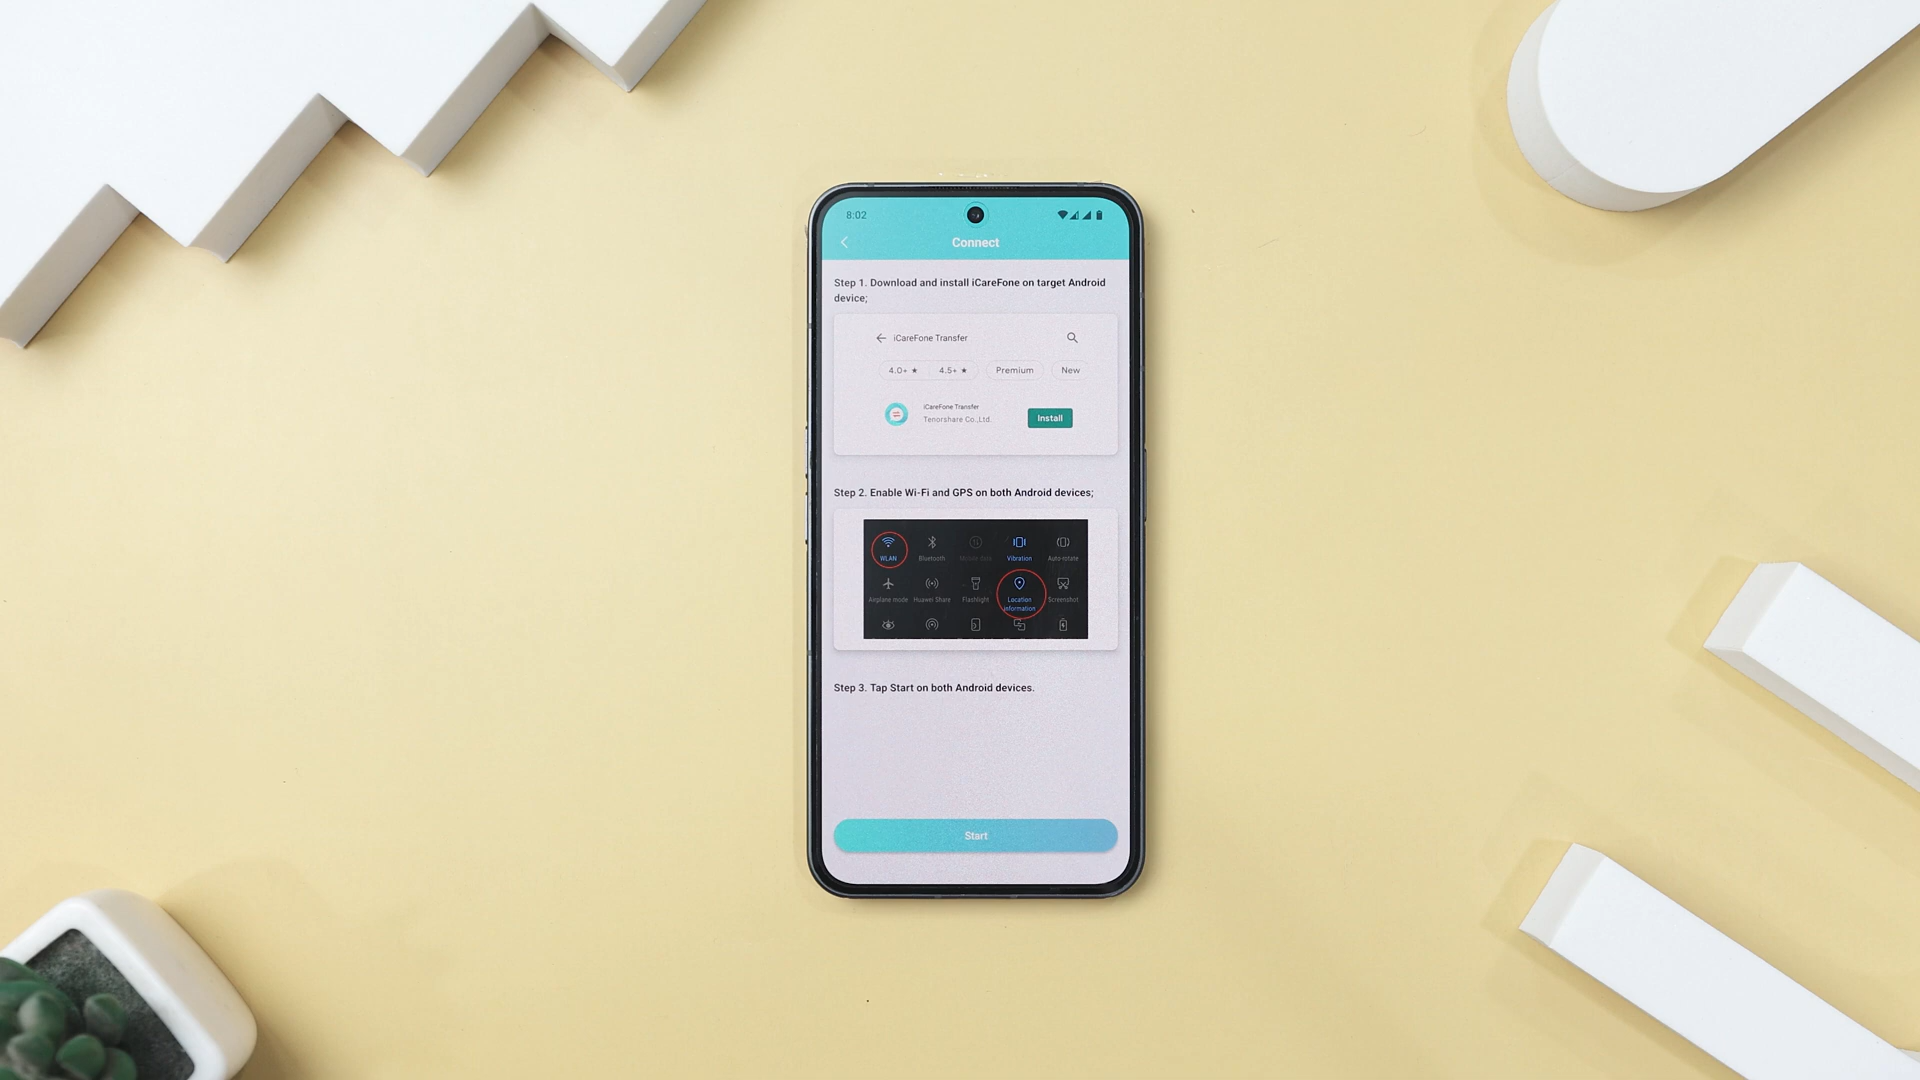 8:02
Connect
Step 1. Download and install iCareFone on target Android
device;
iCareFone Transfer
4.0+ ★ 4.5+ ★ Premium New
iCareFone Transfer
Tenorshare Co.,Ltd.
Install
Step 2. Enable Wi-Fi and GPS on both Android devices;
WLAN Bluetooth Mobile data Vibration Auto-rotate
Airplane mode Huawei Share Flashlight Location Screenshot
information
Step 3. Tap Start on both Android devices.
Start